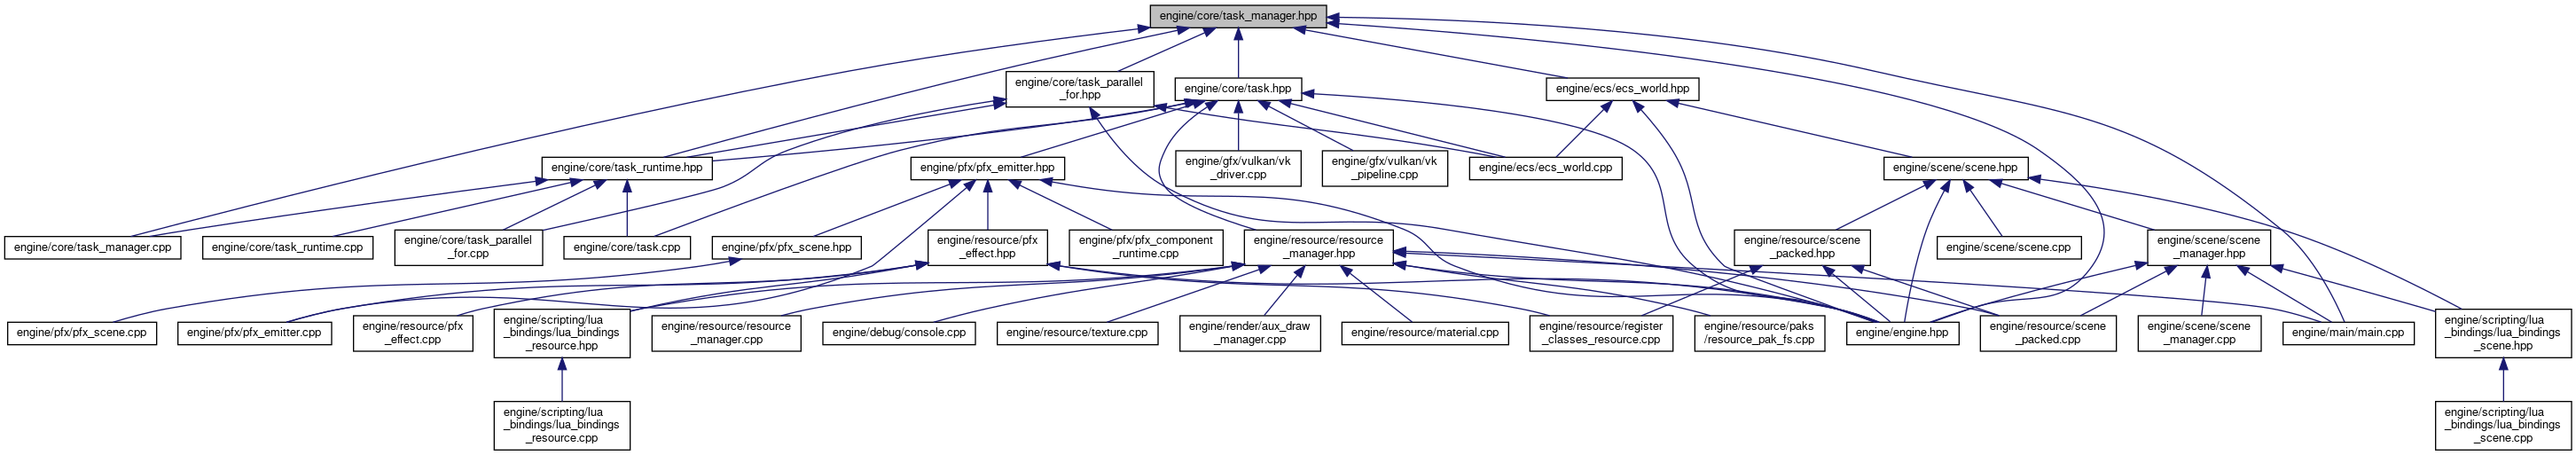 engine/core/task_manager.hpp
engine/core/task_parallel
_for.hpp
engine/core/task.hpp
engine/ecs/ecs_world.hpp
engine/core/task_runtime.hpp
engine/pfx/pfx_emitter.hpp
engine/gfx/vulkan/vk
_driver.cpp
engine/gfx/vulkan/vk
_pipeline.cpp
engine/ecs/ecs_world.cpp
engine/scene/scene.hpp
engine/core/task_manager.cpp
engine/core/task_runtime.cpp
engine/core/task_parallel
_for.cpp
engine/core/task.cpp
engine/pfx/pfx_scene.hpp
engine/resource/pfx
_effect.hpp
engine/pfx/pfx_component
_runtime.cpp
engine/resource/resource
_manager.hpp
engine/resource/scene
_packed.hpp
engine/scene/scene.cpp
engine/scene/scene
_manager.hpp
engine/pfx/pfx_scene.cpp
engine/pfx/pfx_emitter.cpp
engine/resource/pfx
_effect.cpp
engine/scripting/lua
_bindings/lua_bindings
_resource.hpp
engine/resource/resource
_manager.cpp
engine/debug/console.cpp
engine/resource/texture.cpp
engine/render/aux_draw
_manager.cpp
engine/resource/material.cpp
engine/resource/register
_classes_resource.cpp
engine/resource/paks
/resource_pak_fs.cpp
engine/engine.hpp
engine/resource/scene
_packed.cpp
engine/scene/scene
_manager.cpp
engine/main/main.cpp
engine/scripting/lua
_bindings/lua_bindings
_scene.hpp
engine/scripting/lua
_bindings/lua_bindings
_resource.cpp
engine/scripting/lua
_bindings/lua_bindings
_scene.cpp